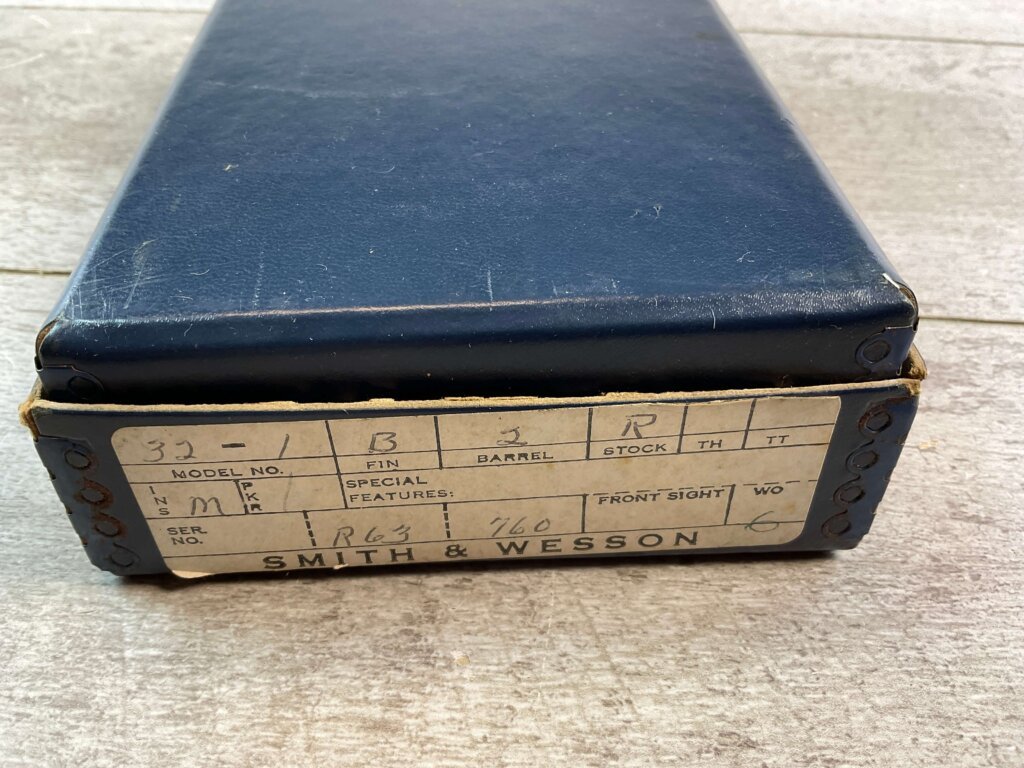 32 - 1 B 2 R
MODEL NO. FIN BARREL STOCK TH TT
INS M PKR / SPECIAL FEATURES: FRONT SIGHT WO
SER. NO. R63 760 6
SMITH & WESSON